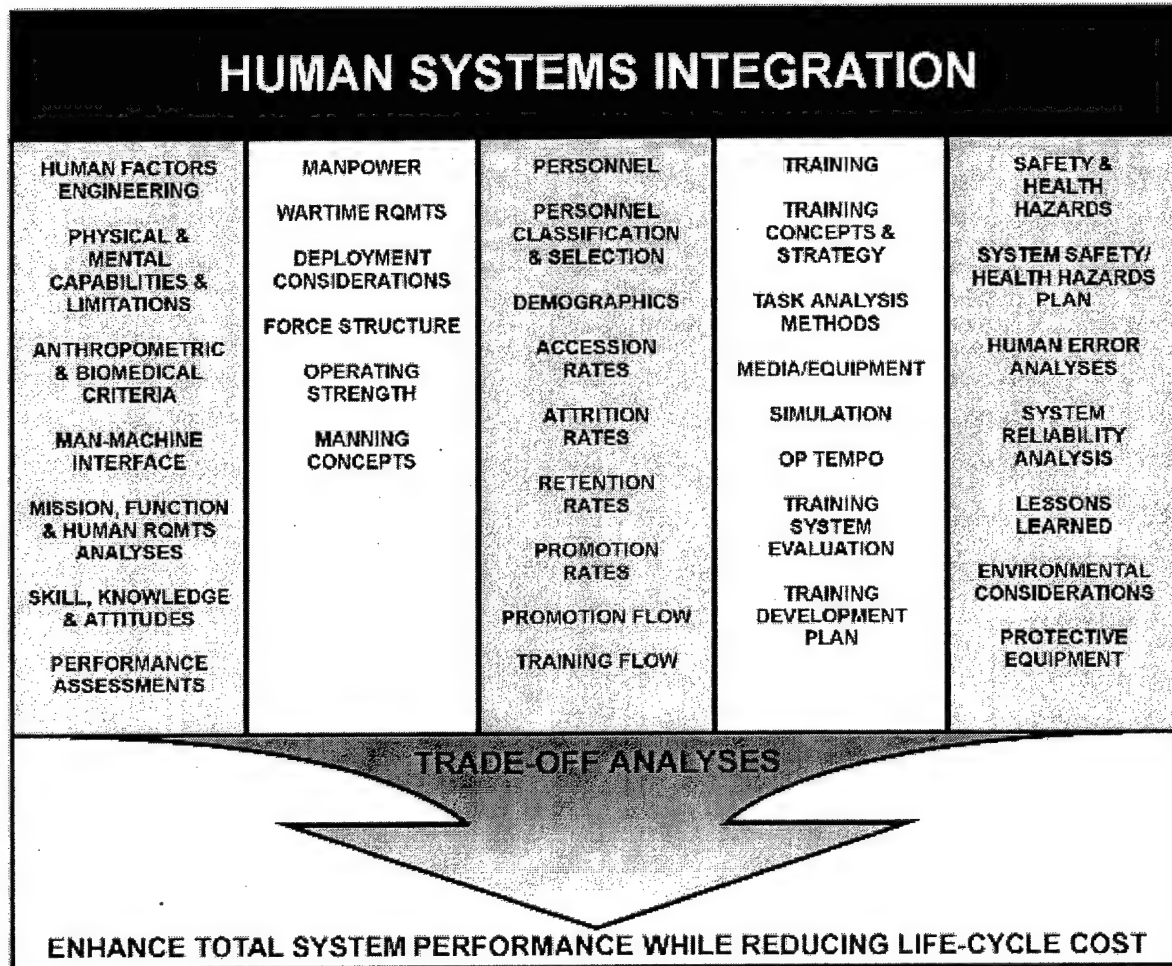 HUMAN SYSTEMS INTEGRATION
HUMAN FACTORS
ENGINEERING
PHYSICAL &
MENTAL
CAPABILITIES &
LIMITATIONS
ANTHROPOMETRIC
& BIOMEDICAL
CRITERIA
MAN-MACHINE
INTERFACE
MISSION, FUNCTION
& HUMAN RQMTS
ANALYSES
SKILL, KNOWLEDGE
& ATTITUDES
PERFORMANCE
ASSESSMENTS
MANPOWER
WARTIME RQMTS
DEPLOYMENT
CONSIDERATIONS
FORCE STRUCTURE
OPERATING
STRENGTH
MANNING
CONCEPTS
PERSONNEL
PERSONNEL
CLASSIFICATION
& SELECTION
DEMOGRAPHICS
ACCESSION
RATES
ATTRITION
RATES
RETENTION
RATES
PROMOTION
RATES
PROMOTION FLOW
TRAINING FLOW
TRAINING
TRAINING
CONCEPTS &
STRATEGY
TASK ANALYSIS
METHODS
MEDIA/EQUIPMENT
SIMULATION
OP TEMPO
TRAINING
SYSTEM
EVALUATION
TRAINING
DEVELOPMENT
PLAN
SAFETY &
HEALTH
HAZARDS
SYSTEM SAFETY/
HEALTH HAZARDS
PLAN
HUMAN ERROR
ANALYSES
SYSTEM
RELIABILITY
ANALYSIS
LESSONS
LEARNED
ENVIRONMENTAL
CONSIDERATIONS
PROTECTIVE
EQUIPMENT
TRADE-OFF ANALYSES
ENHANCE TOTAL SYSTEM PERFORMANCE WHILE REDUCING LIFE-CYCLE COST